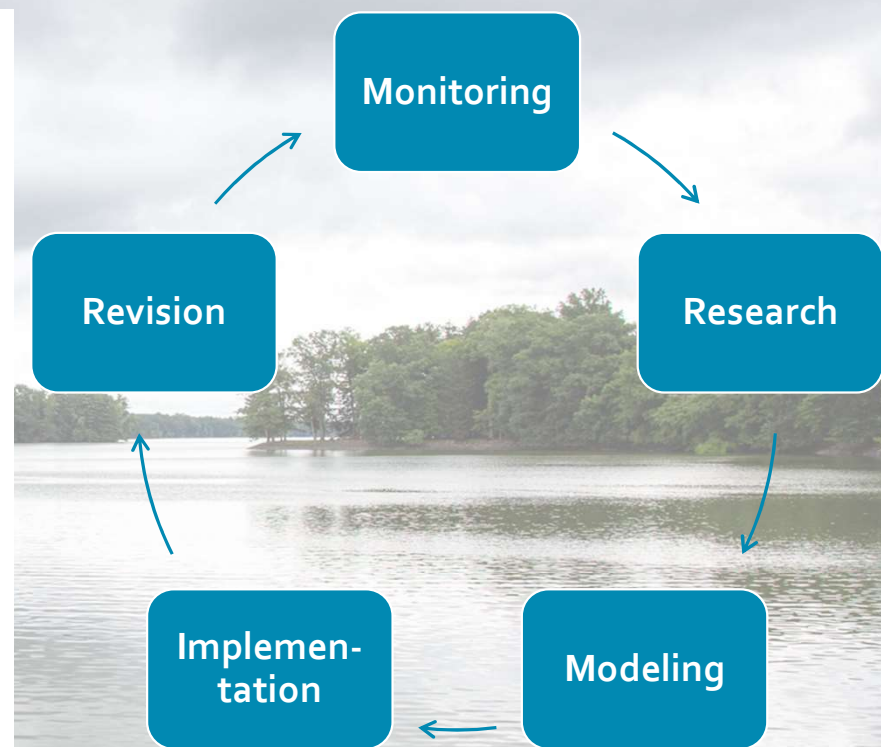 Monitoring
Research
Modeling
Implemen-
tation
Revision